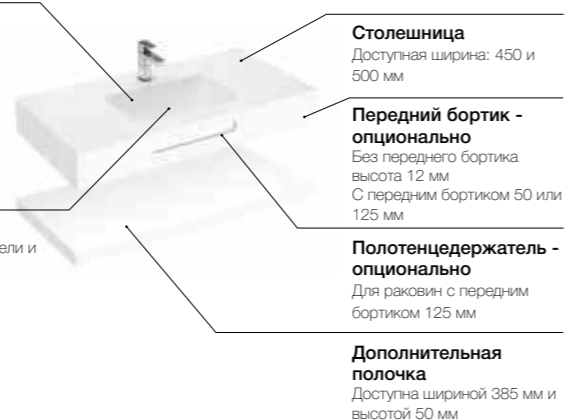 Столешница
Доступная ширина: 450 и
500 мм
Передний бортик -
опционально
Без переднего бортика
высота 12 мм
С передним бортиком 50 или
125 мм
ели и
Полотенцедержатель -
опционально
Для раковин с передним
бортиком 125 мм
Дополнительная
полочка
Доступна шириной 385 мм и
высотой 50 мм